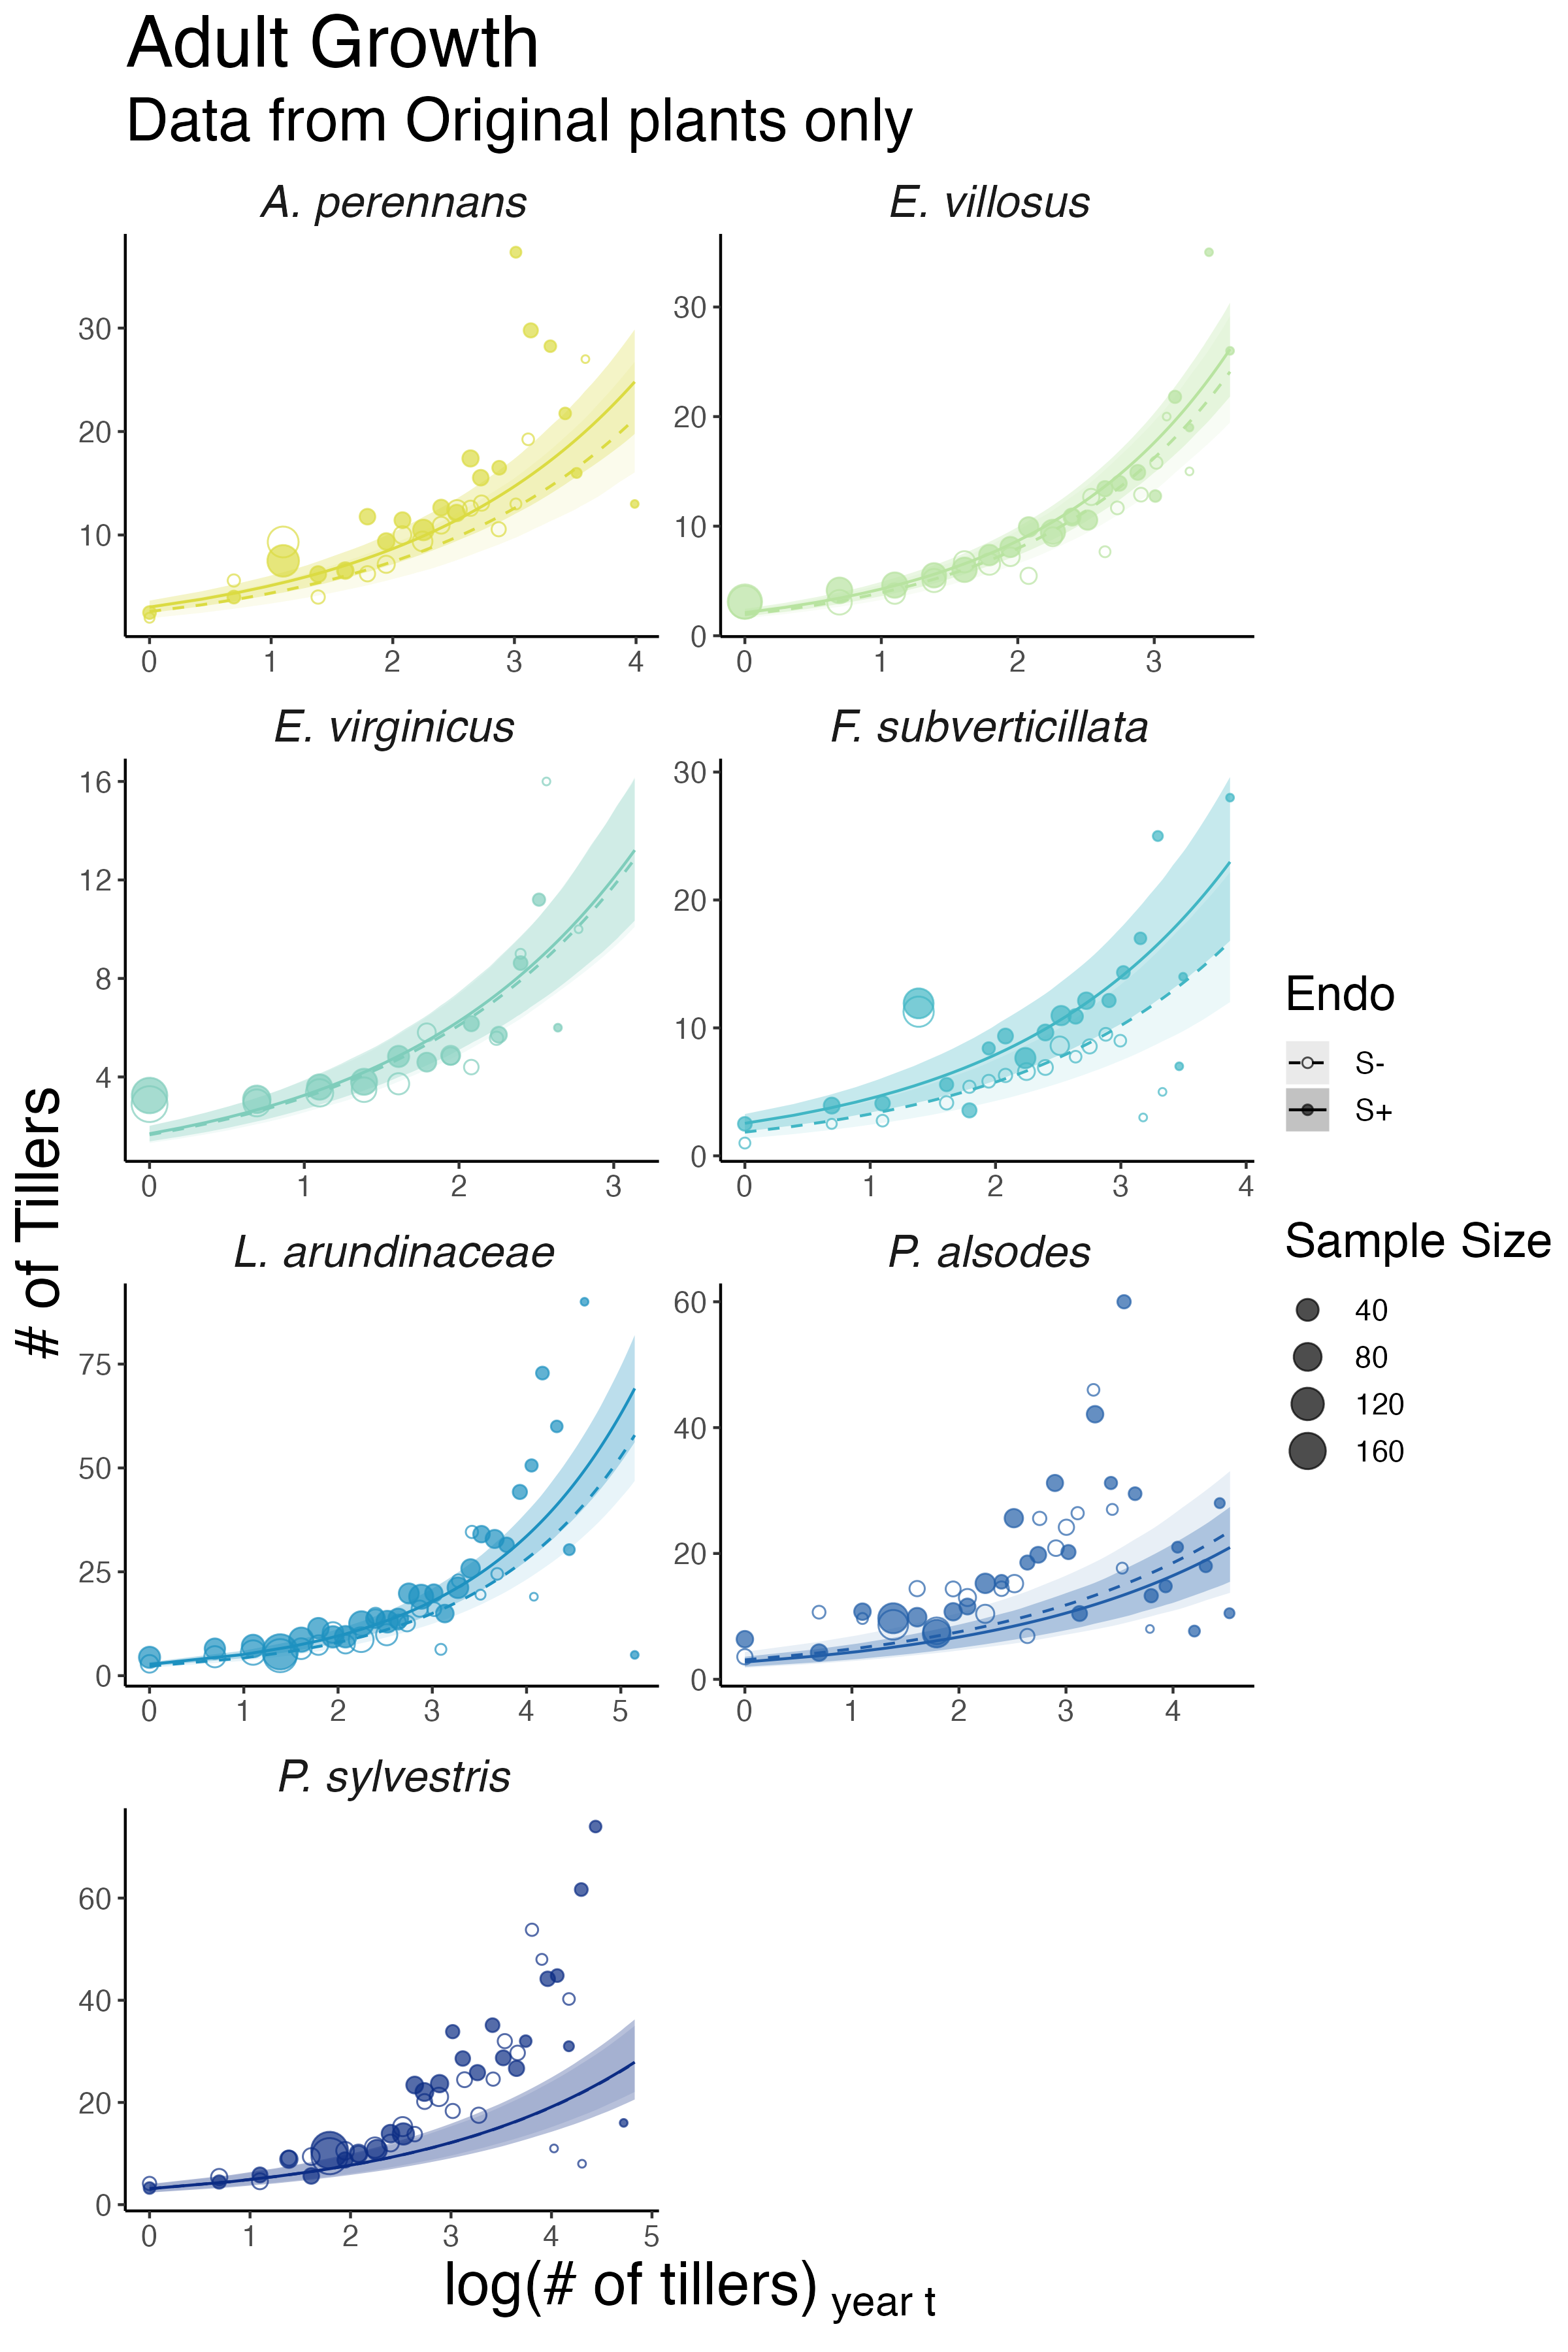 Adult Growth
Data from Original plants only
A. perennans
E. villosus
30
20
10
0 1 2 3 4
30
20
10
0
0 1 2 3
E. virginicus
F. subverticillata
16
12
8
4
0 1 2 3
30
20
10
0
0 1 2 3 4
# of Tillers
L. arundinaceae
P. alsodes
75
50
25
0
0 1 2 3 4 5
60
40
20
0
0 1 2 3 4
P. sylvestris
60
40
20
0
0 1 2 3 4 5
log(# of tillers) year t
Endo
S-
S+
Sample Size
40
80
120
160